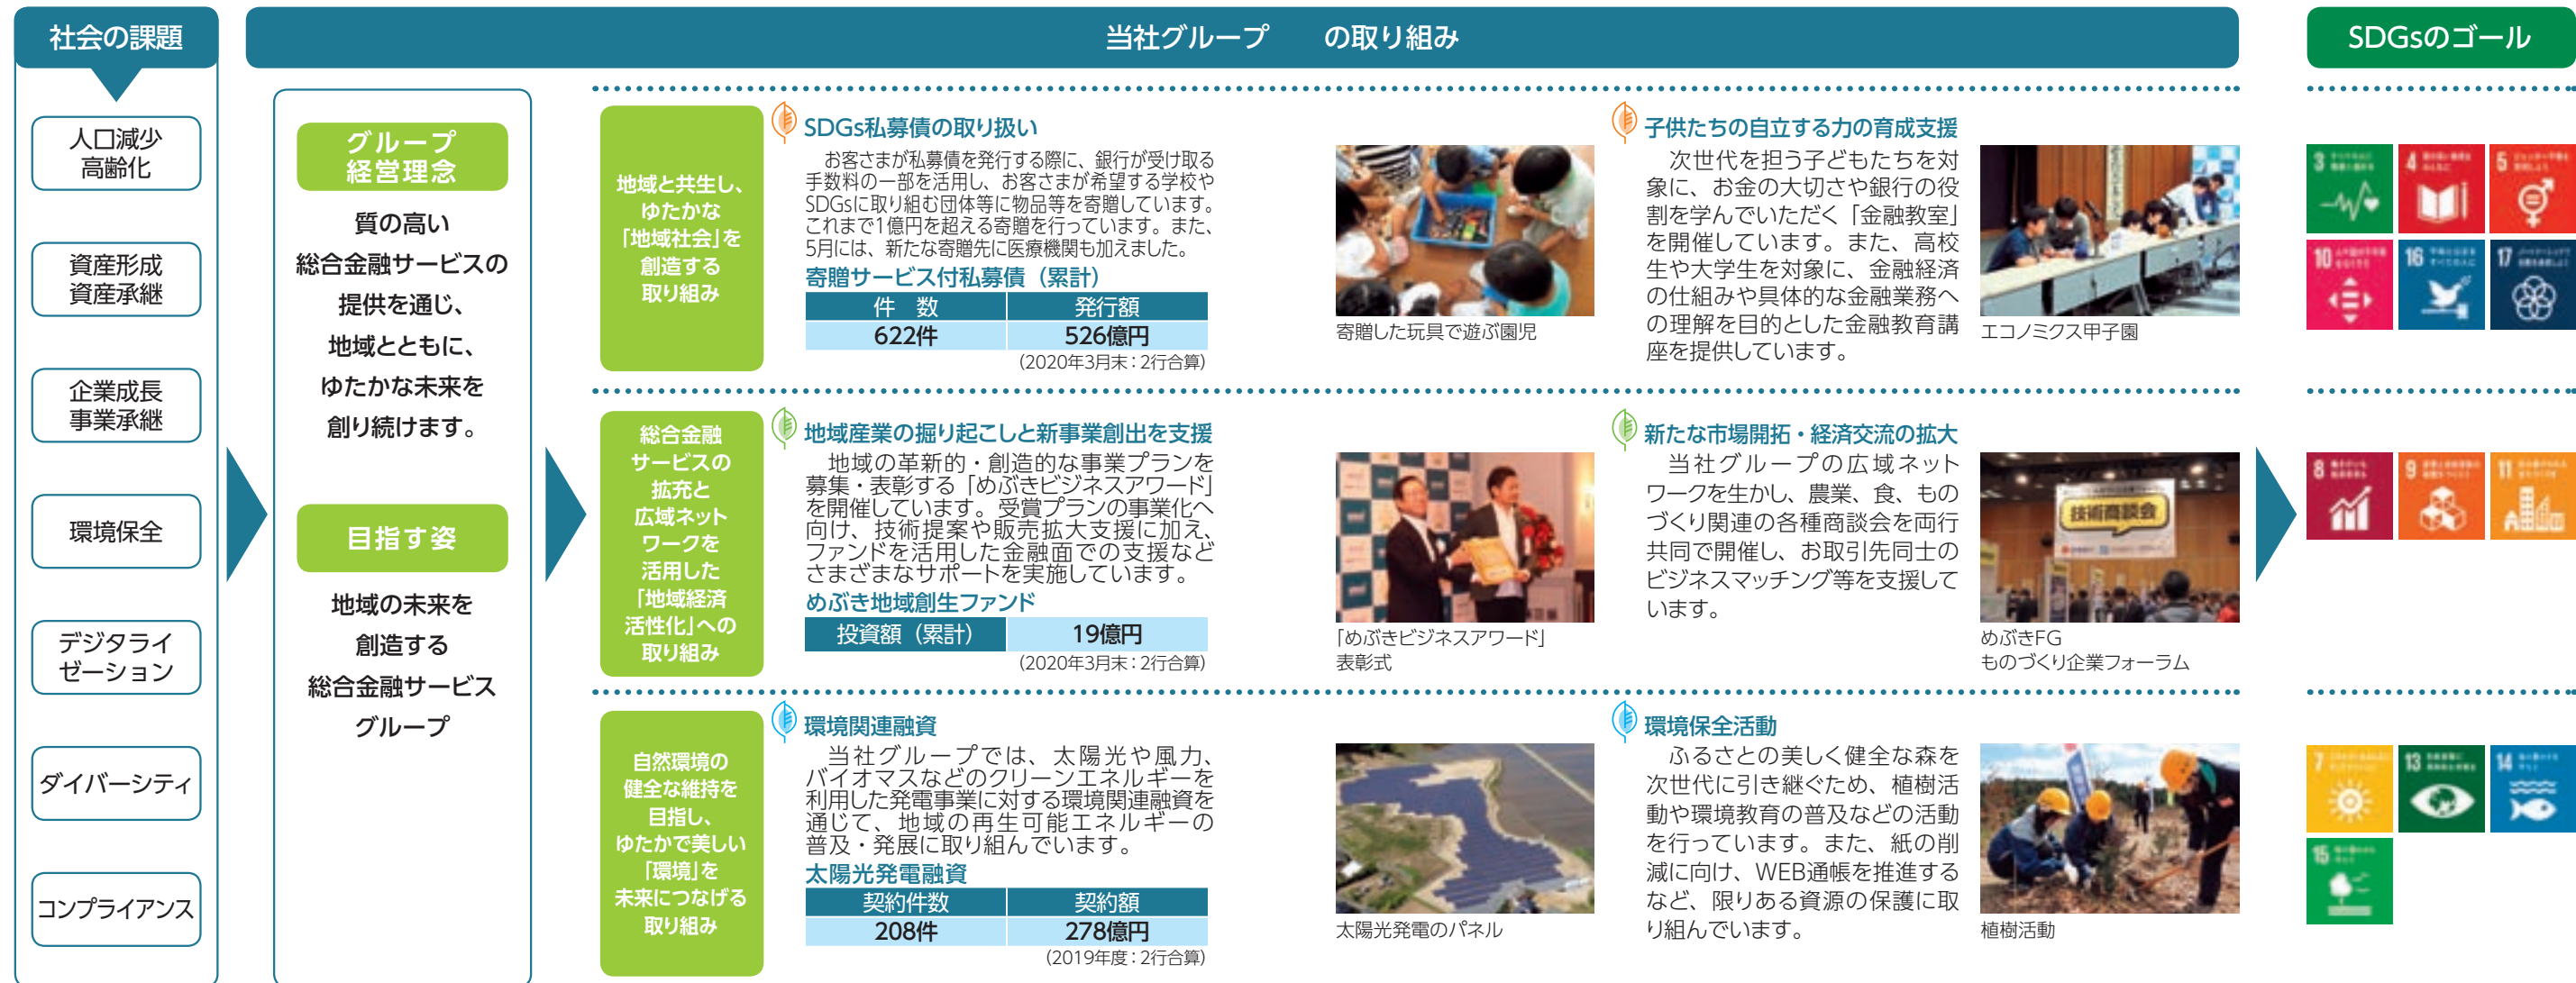 社会の課題
人口減少
高齢化
資産形成
資産承継
企業成長
事業承継
環境保全
デジタライ
ゼーション
ダイバーシティ
コンプライアンス
当社グループ の取り組み
グループ
経営理念
質の高い
総合金融サービスの
提供を通じ、
地域とともに、
ゆたかな未来を
創り続けます。
目指す姿
地域の未来を
創造する
総合金融サービス
グループ
地域と共生し、
ゆたかな
「地域社会」を
創造する
取り組み
SDGs私募債の取り扱い
お客さまが私募債を発行する際に、銀行が受け取る
手数料の一部を活用し、お客さまが希望する学校や
SDGsに取り組む団体等に物品等を寄贈しています。
これまで1億円を超える寄贈を行っています。また、
5月には、新たな寄贈先に医療機関も加えました。
寄贈サービス付私募債（累計）
件 数 発行額
622件 526億円
（2020年3月末：2行合算）
寄贈した玩具で遊ぶ園児
子供たちの自立する力の育成支援
次世代を担う子どもたちを対
象に、お金の大切さや銀行の役
割を学んでいただく「金融教室」
を開催しています。また、高校
生や大学生を対象に、金融経済
の仕組みや具体的な金融業務へ
の理解を目的とした金融教育講
座を提供しています。
エコノミクス甲子園
総合金融
サービスの
拡充と
広域ネット
ワークを
活用した
「地域経済
活性化」への
取り組み
地域産業の掘り起こしと新事業創出を支援
地域の革新的・創造的な事業プランを
募集・表彰する「めぶきビジネスアワード」
を開催しています。受賞プランの事業化へ
向け、技術提案や販売拡大支援に加え、
ファンドを活用した金融面での支援など
さまざまなサポートを実施しています。
めぶき地域創生ファンド
投資額（累計） 19億円
（2020年3月末：2行合算）
「めぶきビジネスアワード」
表彰式
新たな市場開拓・経済交流の拡大
当社グループの広域ネット
ワークを生かし、農業、食、もの
づくり関連の各種商談会を両行
共同で開催し、お取引先同士の
ビジネスマッチング等を支援して
います。
技術商談会
めぶきFG
ものづくり企業フォーラム
自然環境の
健全な維持を
目指し、
ゆたかで美しい
「環境」を
未来につなげる
取り組み
環境関連融資
当社グループでは、太陽光や風力、
バイオマスなどのクリーンエネルギーを
利用した発電事業に対する環境関連融資を
通じて、地域の再生可能エネルギーの
普及・発展に取り組んでいます。
太陽光発電融資
契約件数 契約額
208件 278億円
（2019年度：2行合算）
太陽光発電のパネル
環境保全活動
ふるさとの美しく健全な森を
次世代に引き継ぐため、植樹活
動や環境教育の普及などの活動
を行っています。また、紙の削
減に向け、WEB通帳を推進する
など、限りある資源の保護に取
り組んでいます。
植樹活動
SDGsのゴール
3
4
5
10
16
17
8
9
11
7
13
14
15